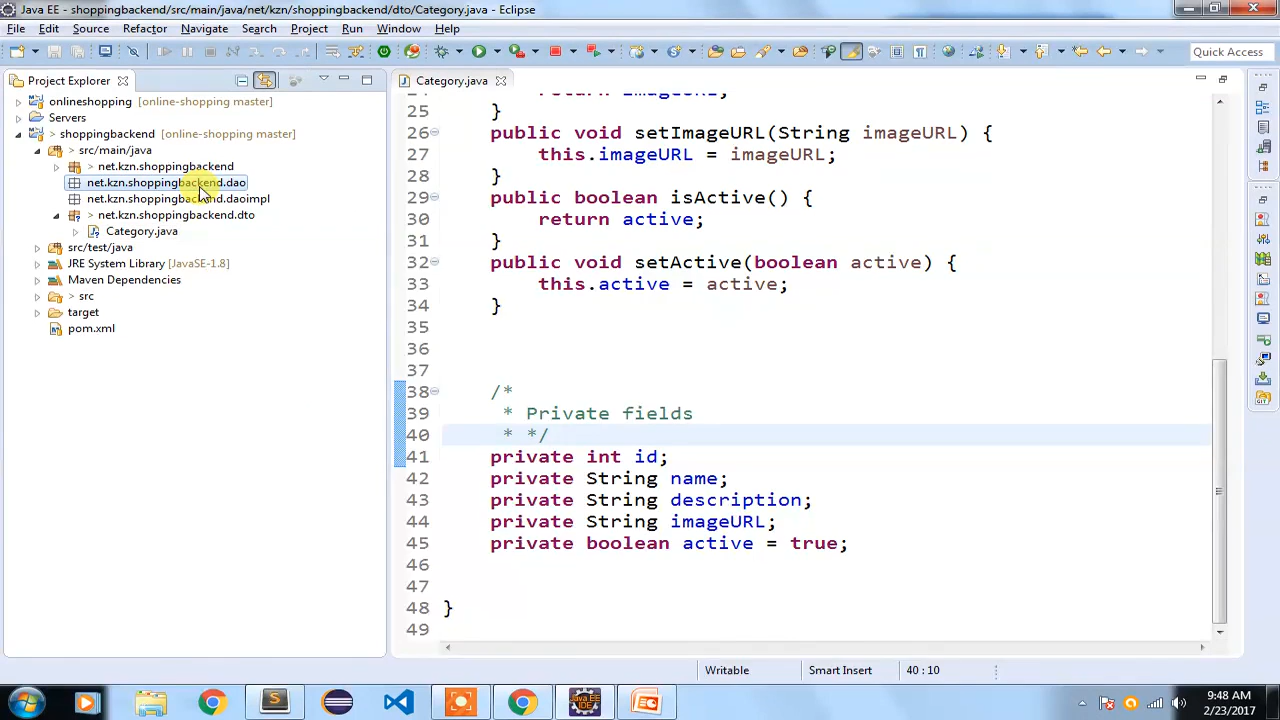 Java EE - shoppingbackend/src/main/java/net/kzn/shoppingbackend/dto/Category.java - Eclipse
File Edit Source Refactor Navigate Search Project Run Window Help
Quick Access
Project Explorer
onlineshopping [online-shopping master]
Servers
> shoppingbackend [online-shopping master]
> src/main/java
> net.kzn.shoppingbackend
net.kzn.shoppingbackend.dao
net.kzn.shoppingbackend.daoimpl
> net.kzn.shoppingbackend.dto
Category.java
src/test/java
JRE System Library [JavaSE-1.8]
Maven Dependencies
> src
target
pom.xml
Category.java
24 return imageURL;
25 }
26 public void setImageURL(String imageURL) {
27 this.imageURL = imageURL;
28 }
29 public boolean isActive() {
30 return active;
31 }
32 public void setActive(boolean active) {
33 this.active = active;
34 }
35
36
37
38 /*
39 * Private fields
40 * */
41 private int id;
42 private String name;
43 private String description;
44 private String imageURL;
45 private boolean active = true;
46
47
48 }
49
Writable Smart Insert 40 : 10
Java EE IDE
9:48 AM
2/23/2017